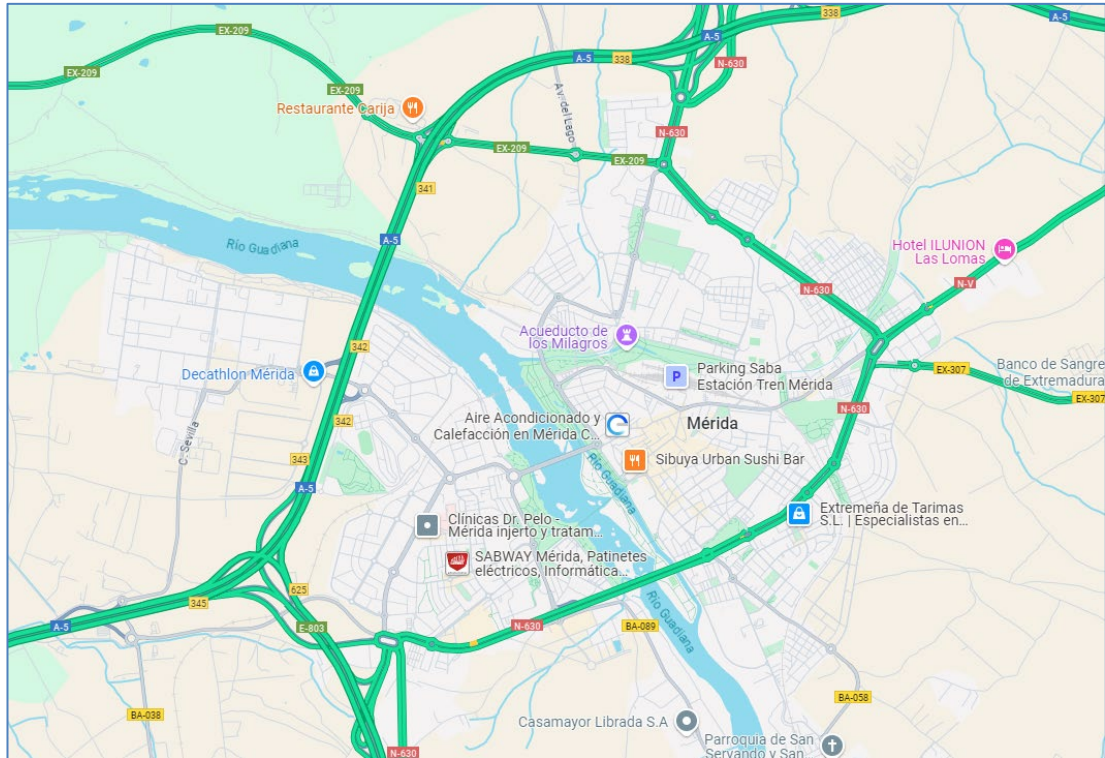 338
A-5
EX-209
A-5
338
A-5
N-630
EX-209
EX-209
Restaurante Carija
Av. del Lago
N-630
EX-209
EX-209
341
A-5
Río Guadiana
Hotel ILUNION
Las Lomas
N-630
N-V
Acueducto de
los Milagros
342
Decathlon Mérida
Parking Saba
Estación Tren Mérida
Banco de Sangre
de Extremadura
EX-307
EX-307
N-630
342
Aire Acondicionado y
Calefacción en Mérida C...
Mérida
C. Sevilla
343
Sibuya Urban Sushi Bar
Río Guadiana
A-5
Clínicas Dr. Pelo -
Mérida injerto y tratam...
Extremeña de Tarimas
S.L. | Especialistas en...
SABWAY Mérida, Patinetes
eléctricos, Informática...
625
345
A-5
E-803
N-630
Río Guadiana
BA-089
BA-038
BA-058
Casamayor Librada S.A
N-630
Parroquia de San
Servando y San